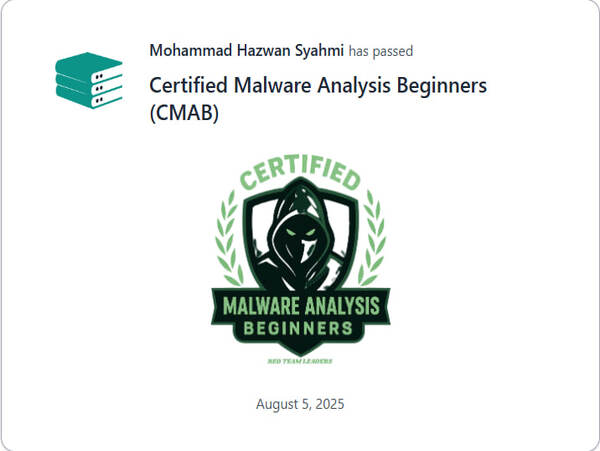 Mohammad Hazwan Syahmi has passed
Certified Malware Analysis Beginners
(CMAB)
CERTIFIED
MALWARE ANALYSIS
BEGINNERS
RED TEAM LEADERS
August 5, 2025